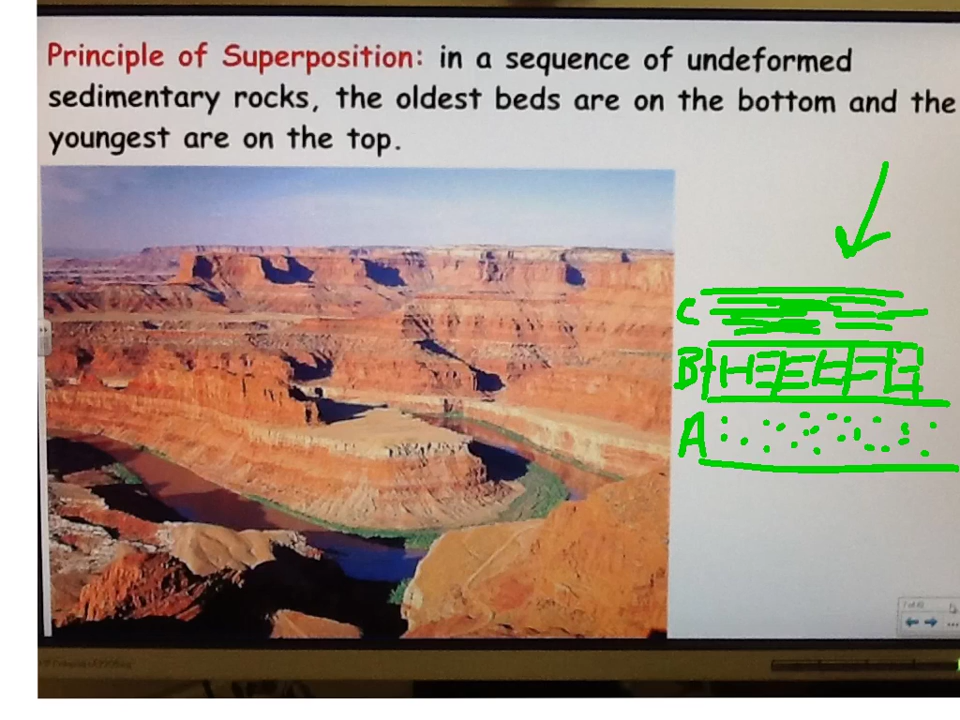 Principle of Superposition: in a sequence of undeformed
sedimentary rocks, the oldest beds are on the bottom and the
youngest are on the top.
C
B
A